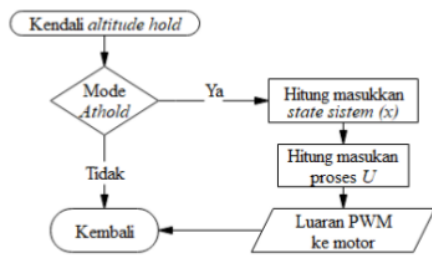 Kendali altitude hold
Mode
Athold
Ya
Hitung masukkan
state sistem (x)
Hitung masukan
proses U
Tidak
Luaran PWM
ke motor
Kembali